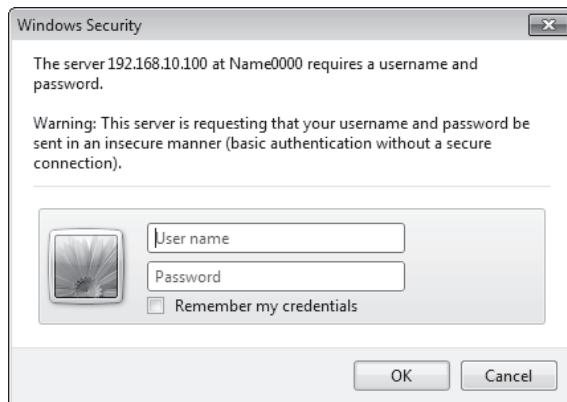 Windows Security
The server 192.168.10.100 at Name0000 requires a username and
password.
Warning: This server is requesting that your username and password be
sent in an insecure manner (basic authentication without a secure
connection).
User name
Password
Remember my credentials
OK
Cancel